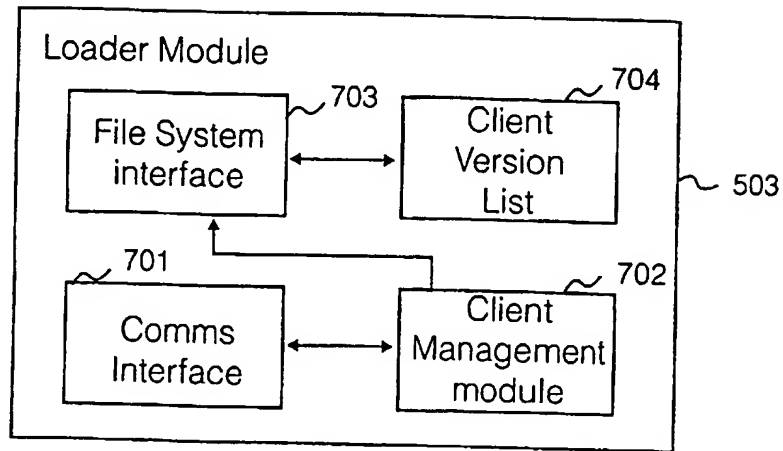 Loader Module
703
File System
interface
704
Client
Version
List
503
701
Comms
Interface
702
Client
Management
module